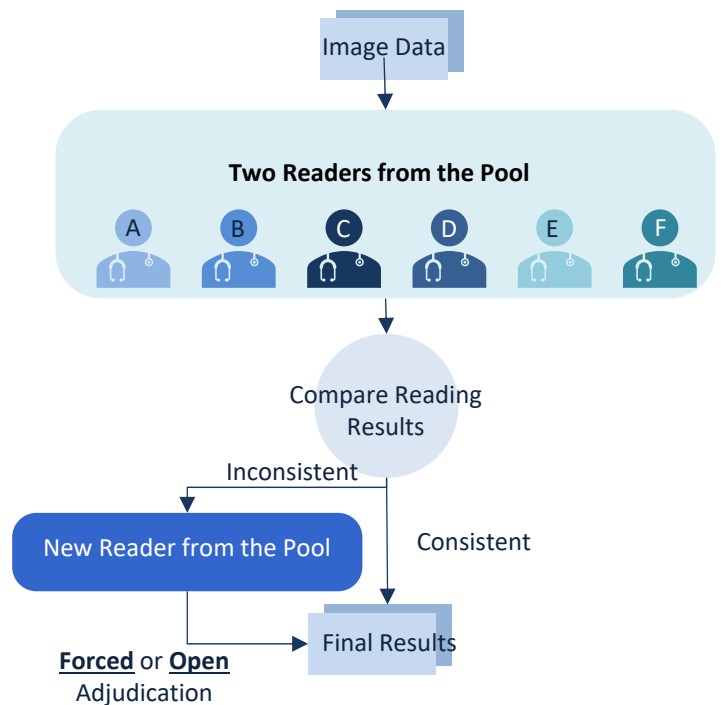 Image Data
Two Readers from the Pool
A B C D E F
Compare Reading
Results
Inconsistent
New Reader from the Pool
Consistent
Final Results
Forced or Open
Adjudication